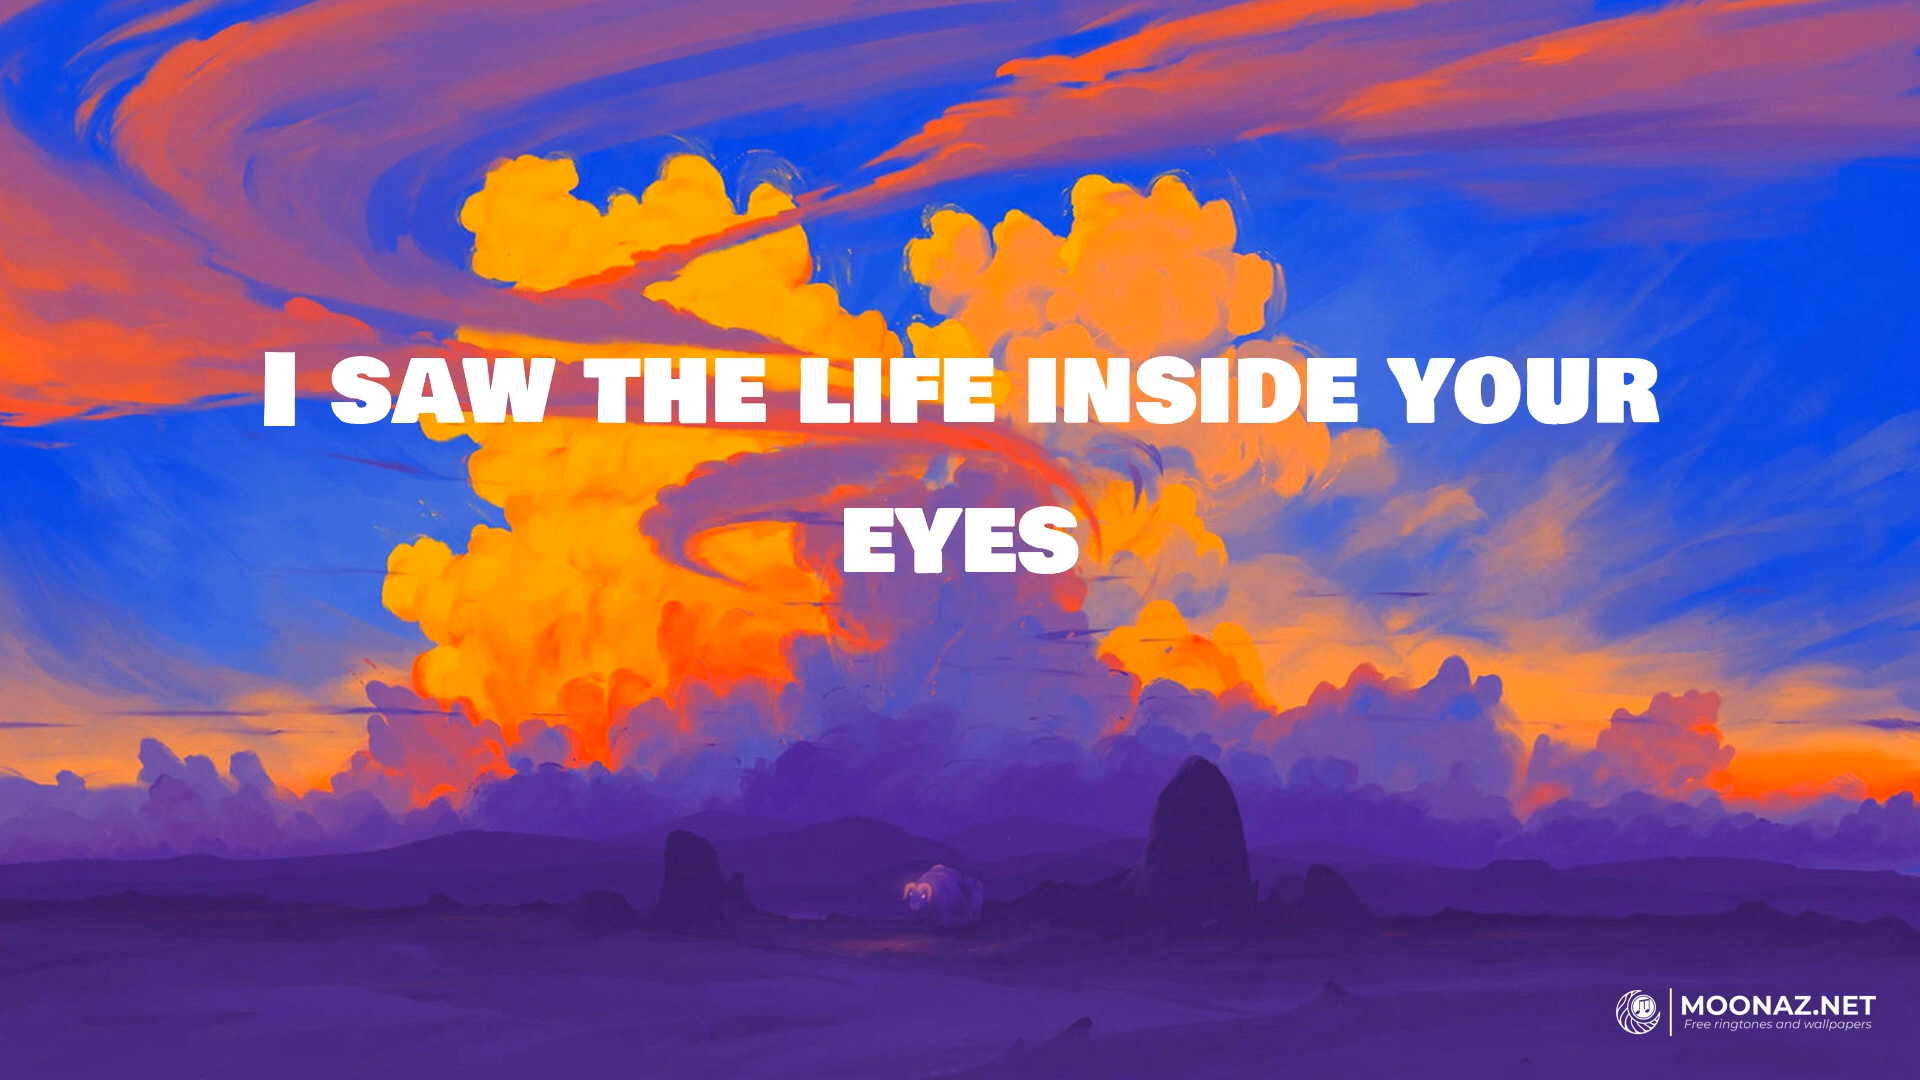 I SAW THE LIFE INSIDE YOUR
EYES
MOONAZ.NET
Free ringtones and wallpapers